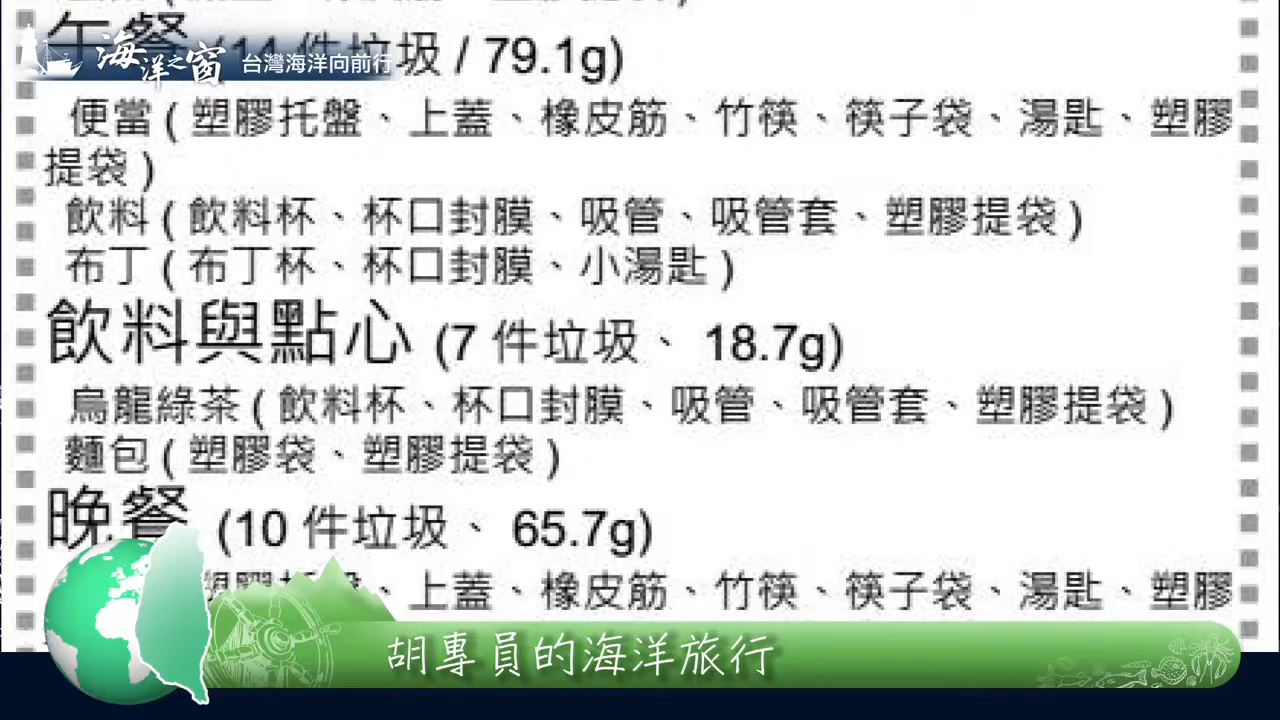 午餐 (14 件垃圾 / 79.1g)
海洋之窗 台灣海洋向前行
便當 ( 塑膠托盤、上蓋、橡皮筋、竹筷、筷子袋、湯匙、塑膠
提袋 )
飲料 ( 飲料杯、杯口封膜、吸管、吸管套、塑膠提袋 )
布丁 ( 布丁杯、杯口封膜、小湯匙 )
飲料與點心 (7 件垃圾、 18.7g)
烏龍綠茶 ( 飲料杯、杯口封膜、吸管、吸管套、塑膠提袋 )
麵包 ( 塑膠袋、塑膠提袋 )
晚餐 (10 件垃圾、 65.7g)
塑膠托盤、上蓋、橡皮筋、竹筷、筷子袋、湯匙、塑膠
胡專員的海洋旅行